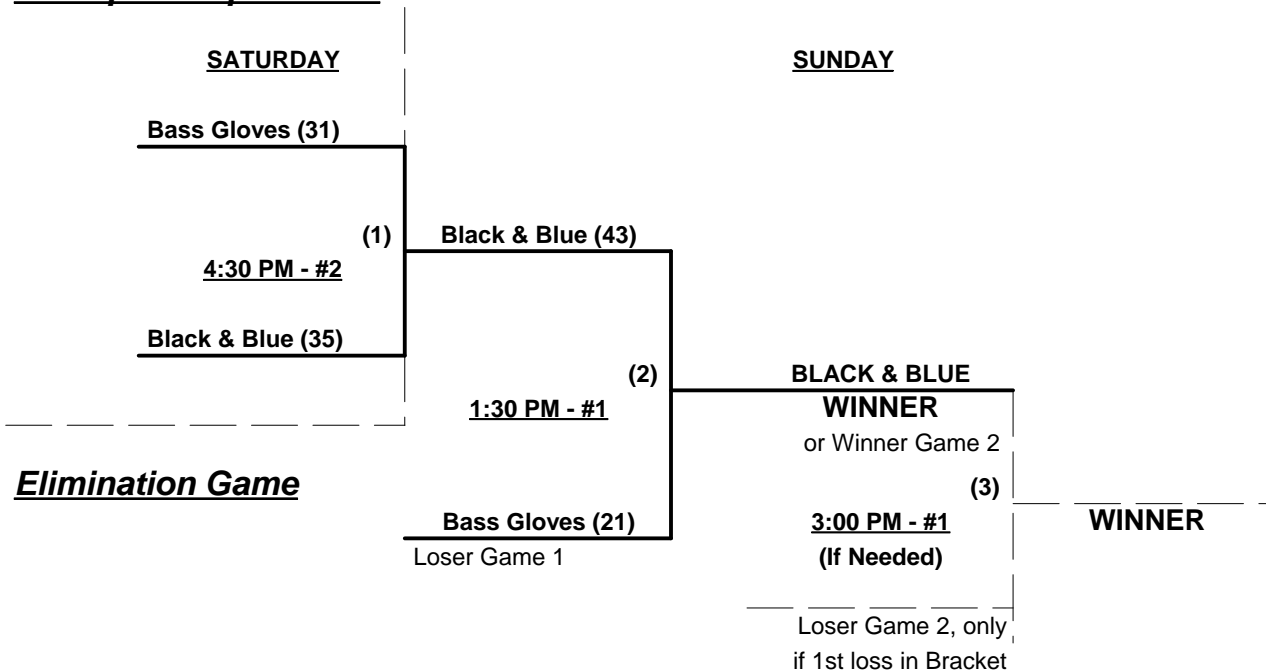 SATURDAY
SUNDAY
Bass Gloves (31)
(1)
Black & Blue (43)
4:30 PM - #2
Black & Blue (35)
(2)
BLACK & BLUE
1:30 PM - #1
WINNER
or Winner Game 2
Elimination Game
(3)
Bass Gloves (21)
3:00 PM - #1
WINNER
Loser Game 1
(If Needed)
Loser Game 2, only
if 1st loss in Bracket